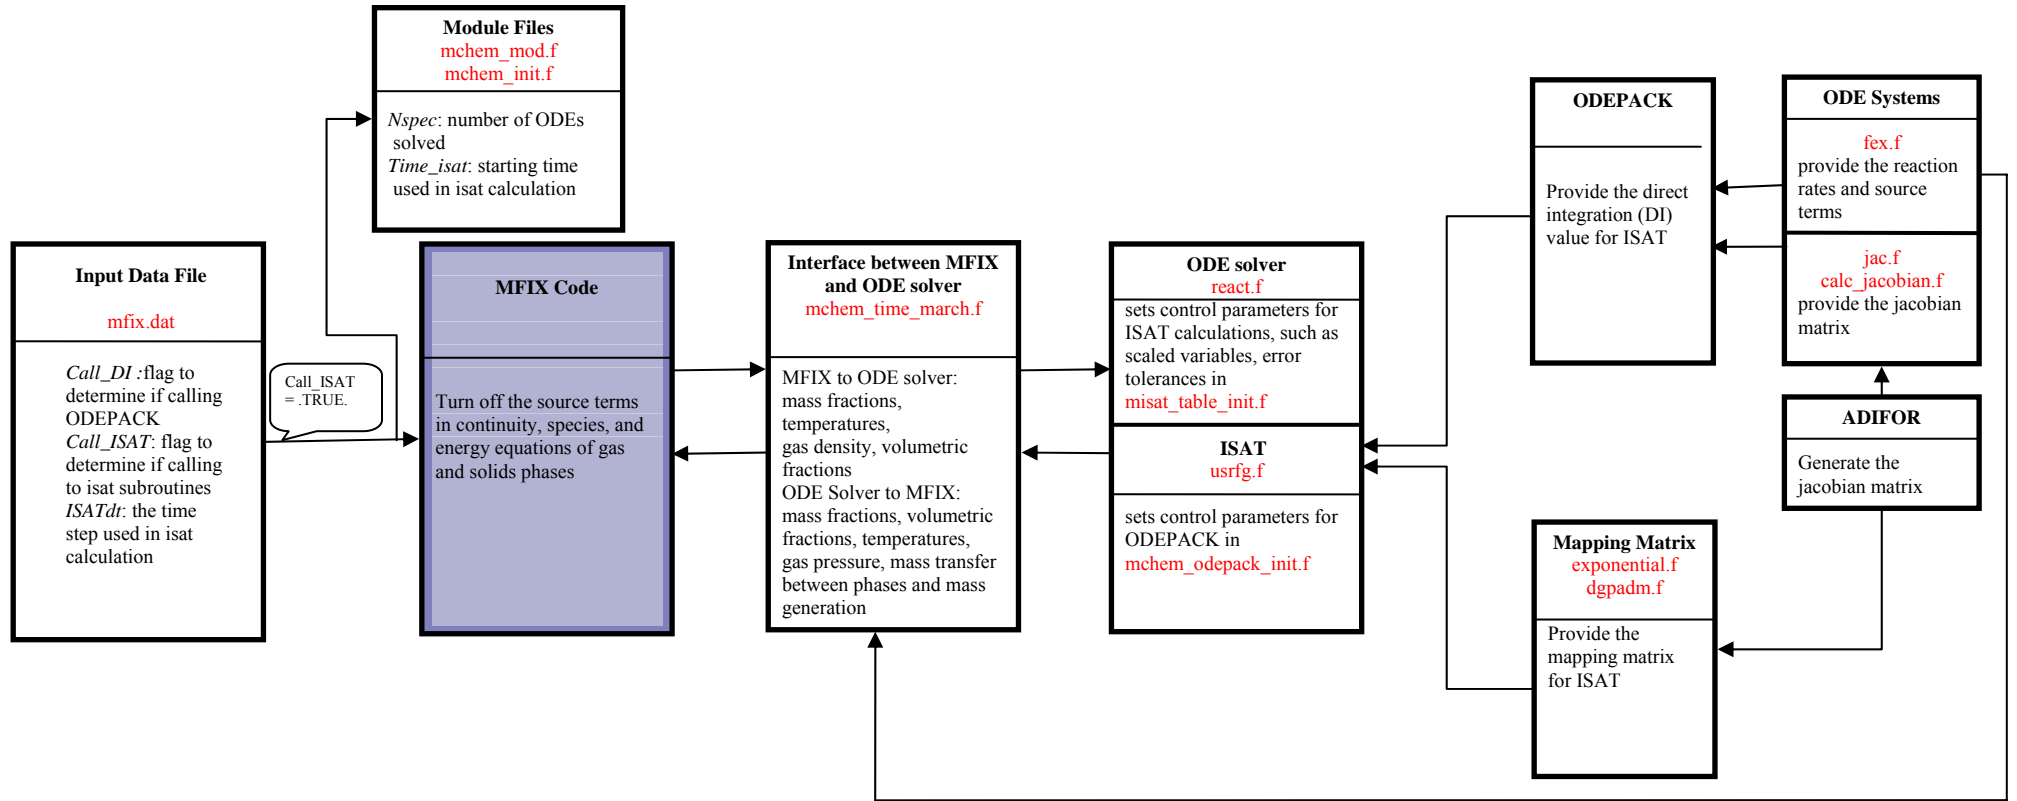 Module Files
mchem_mod.f
mchem_init.f
Nspec: number of ODEs
solved
Time_isat: starting time
used in isat calculation
Input Data File
mfix.dat
Call_DI :flag to
determine if calling
ODEPACK
Call_ISAT: flag to
determine if calling
to isat subroutines
ISATdt: the time
step used in isat
calculation
Call_ISAT
= .TRUE.
MFIX Code
Turn off the source terms
in continuity, species, and
energy equations of gas
and solids phases
Interface between MFIX
and ODE solver
mchem_time_march.f
MFIX to ODE solver:
mass fractions,
temperatures,
gas density, volumetric
fractions
ODE Solver to MFIX:
mass fractions, volumetric
fractions, temperatures,
gas pressure, mass transfer
between phases and mass
generation
ODE solver
react.f
sets control parameters for
ISAT calculations, such as
scaled variables, error
tolerances in
misat_table_init.f
ISAT
usrfg.f
sets control parameters for
ODEPACK in
mchem_odepack_init.f
ODEPACK
Provide the direct
integration (DI)
value for ISAT
ODE Systems
fex.f
provide the reaction
rates and source
terms
jac.f
calc_jacobian.f
provide the jacobian
matrix
ADIFOR
Generate the
jacobian matrix
Mapping Matrix
exponential.f
dgpadm.f
Provide the
mapping matrix
for ISAT